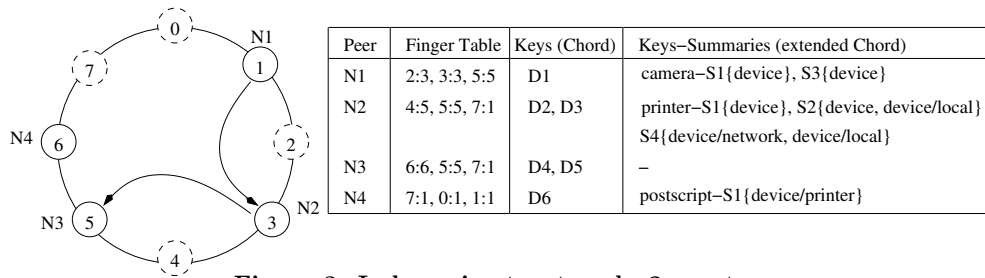 0
N1
7
1
N4
6
2
N2
N3
5
3
4
Peer Finger Table Keys (Chord) Keys–Summaries (extended Chord)
N1 2:3, 3:3, 5:5 D1 camera–S1{device}, S3{device}
N2 4:5, 5:5, 7:1 D2, D3 printer–S1{device}, S2{device, device/local}
S4{device/network, device/local}
N3 6:6, 5:5, 7:1 D4, D5 –
N4 7:1, 0:1, 1:1 D6 postscript–S1{device/printer}